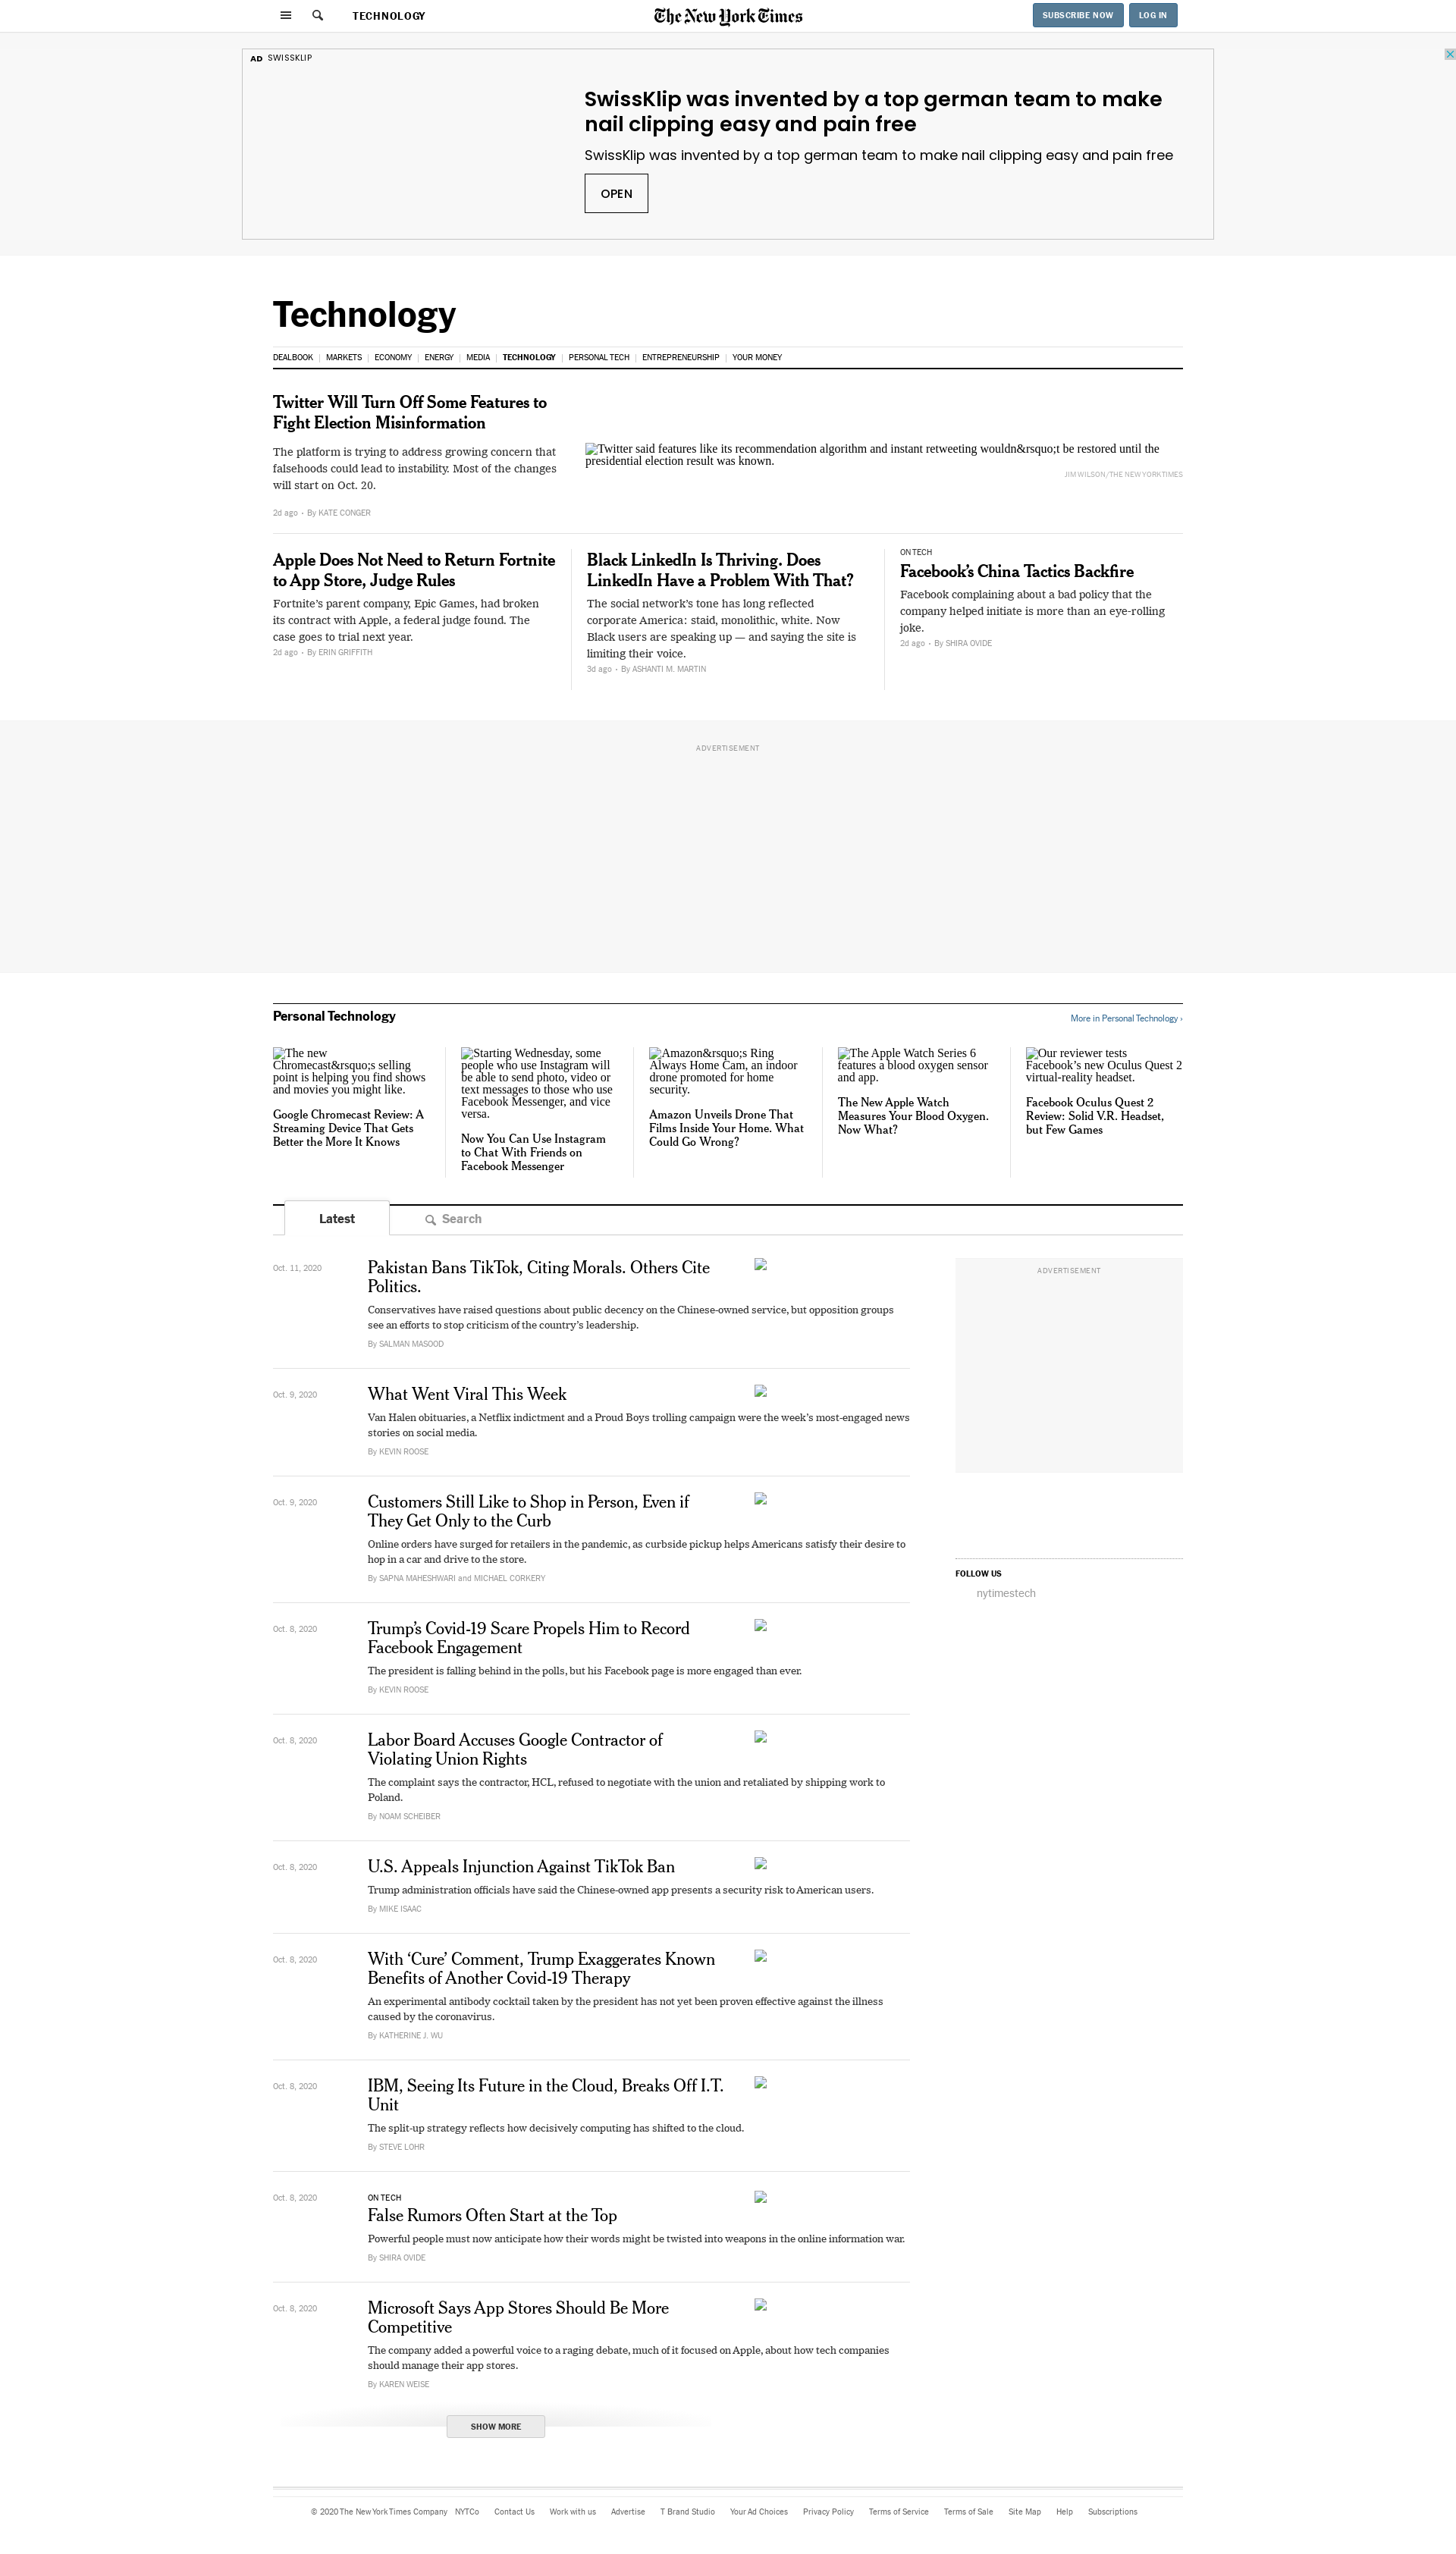 TECHNOLOGY
The New York Times
SUBSCRIBE NOW
LOG IN
AD SWISSKLIP
SwissKlip was invented by a top german team to make
nail clipping easy and pain free
SwissKlip was invented by a top german team to make nail clipping easy and pain free
OPEN
Technology
DEALBOOK | MARKETS | ECONOMY | ENERGY | MEDIA | TECHNOLOGY | PERSONAL TECH | ENTREPRENEURSHIP | YOUR MONEY
Twitter Will Turn Off Some Features to
Fight Election Misinformation
The platform is trying to address growing concern that
falsehoods could lead to instability. Most of the changes
will start on Oct. 20.
2d ago • By KATE CONGER
Twitter said features like its recommendation algorithm and instant retweeting wouldn&rsquo;t be restored until the
presidential election result was known.
JIM WILSON/THE NEW YORK TIMES
Apple Does Not Need to Return Fortnite
to App Store, Judge Rules
Fortnite’s parent company, Epic Games, had broken
its contract with Apple, a federal judge found. The
case goes to trial next year.
2d ago • By ERIN GRIFFITH
Black LinkedIn Is Thriving. Does
LinkedIn Have a Problem With That?
The social network’s tone has long reflected
corporate America: staid, monolithic, white. Now
Black users are speaking up — and saying the site is
limiting their voice.
3d ago • By ASHANTI M. MARTIN
ON TECH
Facebook’s China Tactics Backfire
Facebook complaining about a bad policy that the
company helped initiate is more than an eye-rolling
joke.
2d ago • By SHIRA OVIDE
ADVERTISEMENT
Personal Technology
More in Personal Technology ›
The new
Chromecast&rsquo;s selling
point is helping you find shows
and movies you might like.
Google Chromecast Review: A
Streaming Device That Gets
Better the More It Knows
Starting Wednesday, some
people who use Instagram will
be able to send photo, video or
text messages to those who use
Facebook Messenger, and vice
versa.
Now You Can Use Instagram
to Chat With Friends on
Facebook Messenger
Amazon&rsquo;s Ring
Always Home Cam, an indoor
drone promoted for home
security.
Amazon Unveils Drone That
Films Inside Your Home. What
Could Go Wrong?
The Apple Watch Series 6
features a blood oxygen sensor
and app.
The New Apple Watch
Measures Your Blood Oxygen.
Now What?
Our reviewer tests
Facebook’s new Oculus Quest 2
virtual-reality headset.
Facebook Oculus Quest 2
Review: Solid V.R. Headset,
but Few Games
Latest
Search
Oct. 11, 2020
Pakistan Bans TikTok, Citing Morals. Others Cite
Politics.
Conservatives have raised questions about public decency on the Chinese-owned service, but opposition groups
see an efforts to stop criticism of the country’s leadership.
By SALMAN MASOOD
ADVERTISEMENT
Oct. 9, 2020
What Went Viral This Week
Van Halen obituaries, a Netflix indictment and a Proud Boys trolling campaign were the week’s most-engaged news
stories on social media.
By KEVIN ROOSE
Oct. 9, 2020
Customers Still Like to Shop in Person, Even if
They Get Only to the Curb
Online orders have surged for retailers in the pandemic, as curbside pickup helps Americans satisfy their desire to
hop in a car and drive to the store.
By SAPNA MAHESHWARI and MICHAEL CORKERY
FOLLOW US
nytimestech
Oct. 8, 2020
Trump’s Covid-19 Scare Propels Him to Record
Facebook Engagement
The president is falling behind in the polls, but his Facebook page is more engaged than ever.
By KEVIN ROOSE
Oct. 8, 2020
Labor Board Accuses Google Contractor of
Violating Union Rights
The complaint says the contractor, HCL, refused to negotiate with the union and retaliated by shipping work to
Poland.
By NOAM SCHEIBER
Oct. 8, 2020
U.S. Appeals Injunction Against TikTok Ban
Trump administration officials have said the Chinese-owned app presents a security risk to American users.
By MIKE ISAAC
Oct. 8, 2020
With ‘Cure’ Comment, Trump Exaggerates Known
Benefits of Another Covid-19 Therapy
An experimental antibody cocktail taken by the president has not yet been proven effective against the illness
caused by the coronavirus.
By KATHERINE J. WU
Oct. 8, 2020
IBM, Seeing Its Future in the Cloud, Breaks Off I.T.
Unit
The split-up strategy reflects how decisively computing has shifted to the cloud.
By STEVE LOHR
Oct. 8, 2020
ON TECH
False Rumors Often Start at the Top
Powerful people must now anticipate how their words might be twisted into weapons in the online information war.
By SHIRA OVIDE
Oct. 8, 2020
Microsoft Says App Stores Should Be More
Competitive
The company added a powerful voice to a raging debate, much of it focused on Apple, about how tech companies
should manage their app stores.
By KAREN WEISE
SHOW MORE
© 2020 The New York Times Company NYTCo Contact Us Work with us Advertise T Brand Studio Your Ad Choices Privacy Policy Terms of Service Terms of Sale Site Map Help Subscriptions